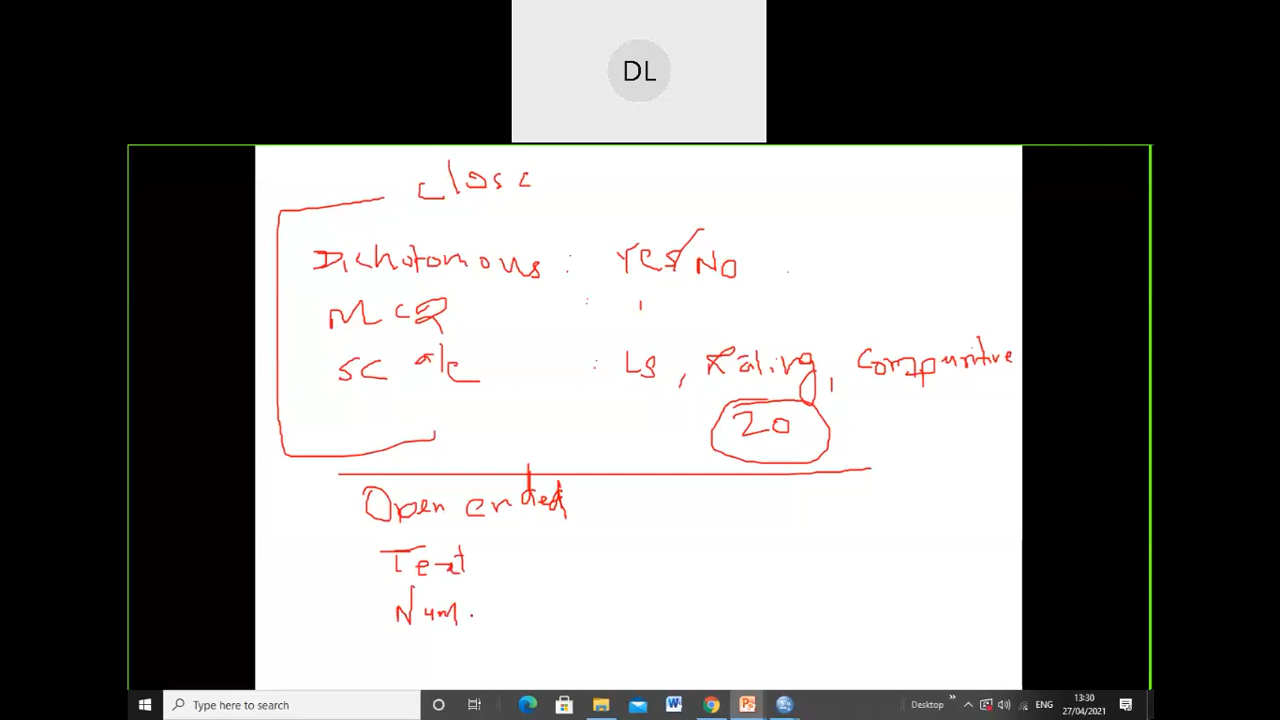 DL
close
Dichotomous : YES/NO
MCQ : '
SCale : LS, Rating, Comparitive
20
Open ended
Text
Num.
Type here to search
Desktop
ENG
13:30
27/04/2021